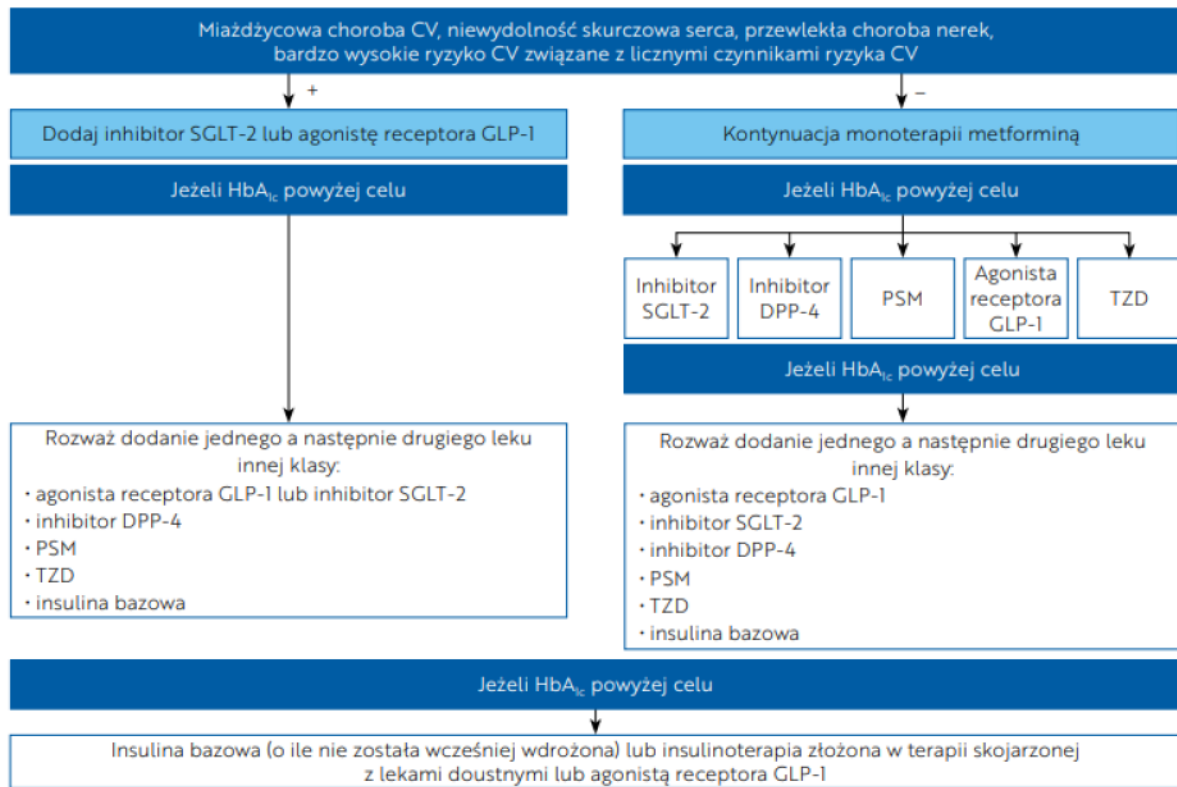 Miażdżycowa choroba CV, niewydolność skurczowa serca, przewlekła choroba nerek,
bardzo wysokie ryzyko CV związane z licznymi czynnikami ryzyka CV
+
–
Dodaj inhibitor SGLT-2 lub agonistę receptora GLP-1
Kontynuacja monoterapii metforminą
Jeżeli HbA1c powyżej celu
Jeżeli HbA1c powyżej celu
Inhibitor
SGLT-2
Inhibitor
DPP-4
PSM
Agonista
receptora
GLP-1
TZD
Jeżeli HbA1c powyżej celu
Rozważ dodanie jednego a następnie drugiego leku
innej klasy:
• agonista receptora GLP-1 lub inhibitor SGLT-2
• inhibitor DPP-4
• PSM
• TZD
• insulina bazowa
Rozważ dodanie jednego a następnie drugiego leku
innej klasy:
• agonista receptora GLP-1
• inhibitor SGLT-2
• inhibitor DPP-4
• PSM
• TZD
• insulina bazowa
Jeżeli HbA1c powyżej celu
Insulina bazowa (o ile nie została wcześniej wdrożona) lub insulinoterapia złożona w terapii skojarzonej
z lekami doustnymi lub agonistą receptora GLP-1